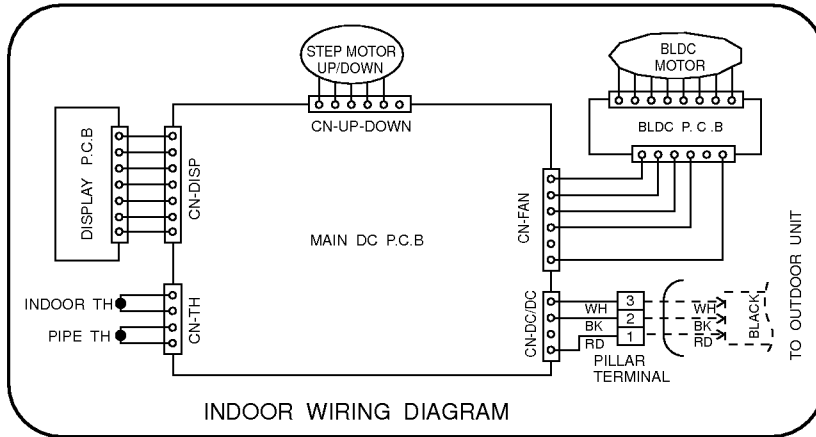 STEP MOTOR
UP/DOWN
BLDC
MOTOR
CN-UP-DOWN
BLDC P.C.B
DISPLAY P.C.B
CN-DISP
CN-FAN
MAIN DC P.C.B
INDOOR TH
PIPE TH
CN-TH
CN-DC/DC
WH
BK
RD
3
2
1
PILLAR
TERMINAL
WH
BK
RD
BLACK
TO OUTDOOR UNIT
INDOOR WIRING DIAGRAM